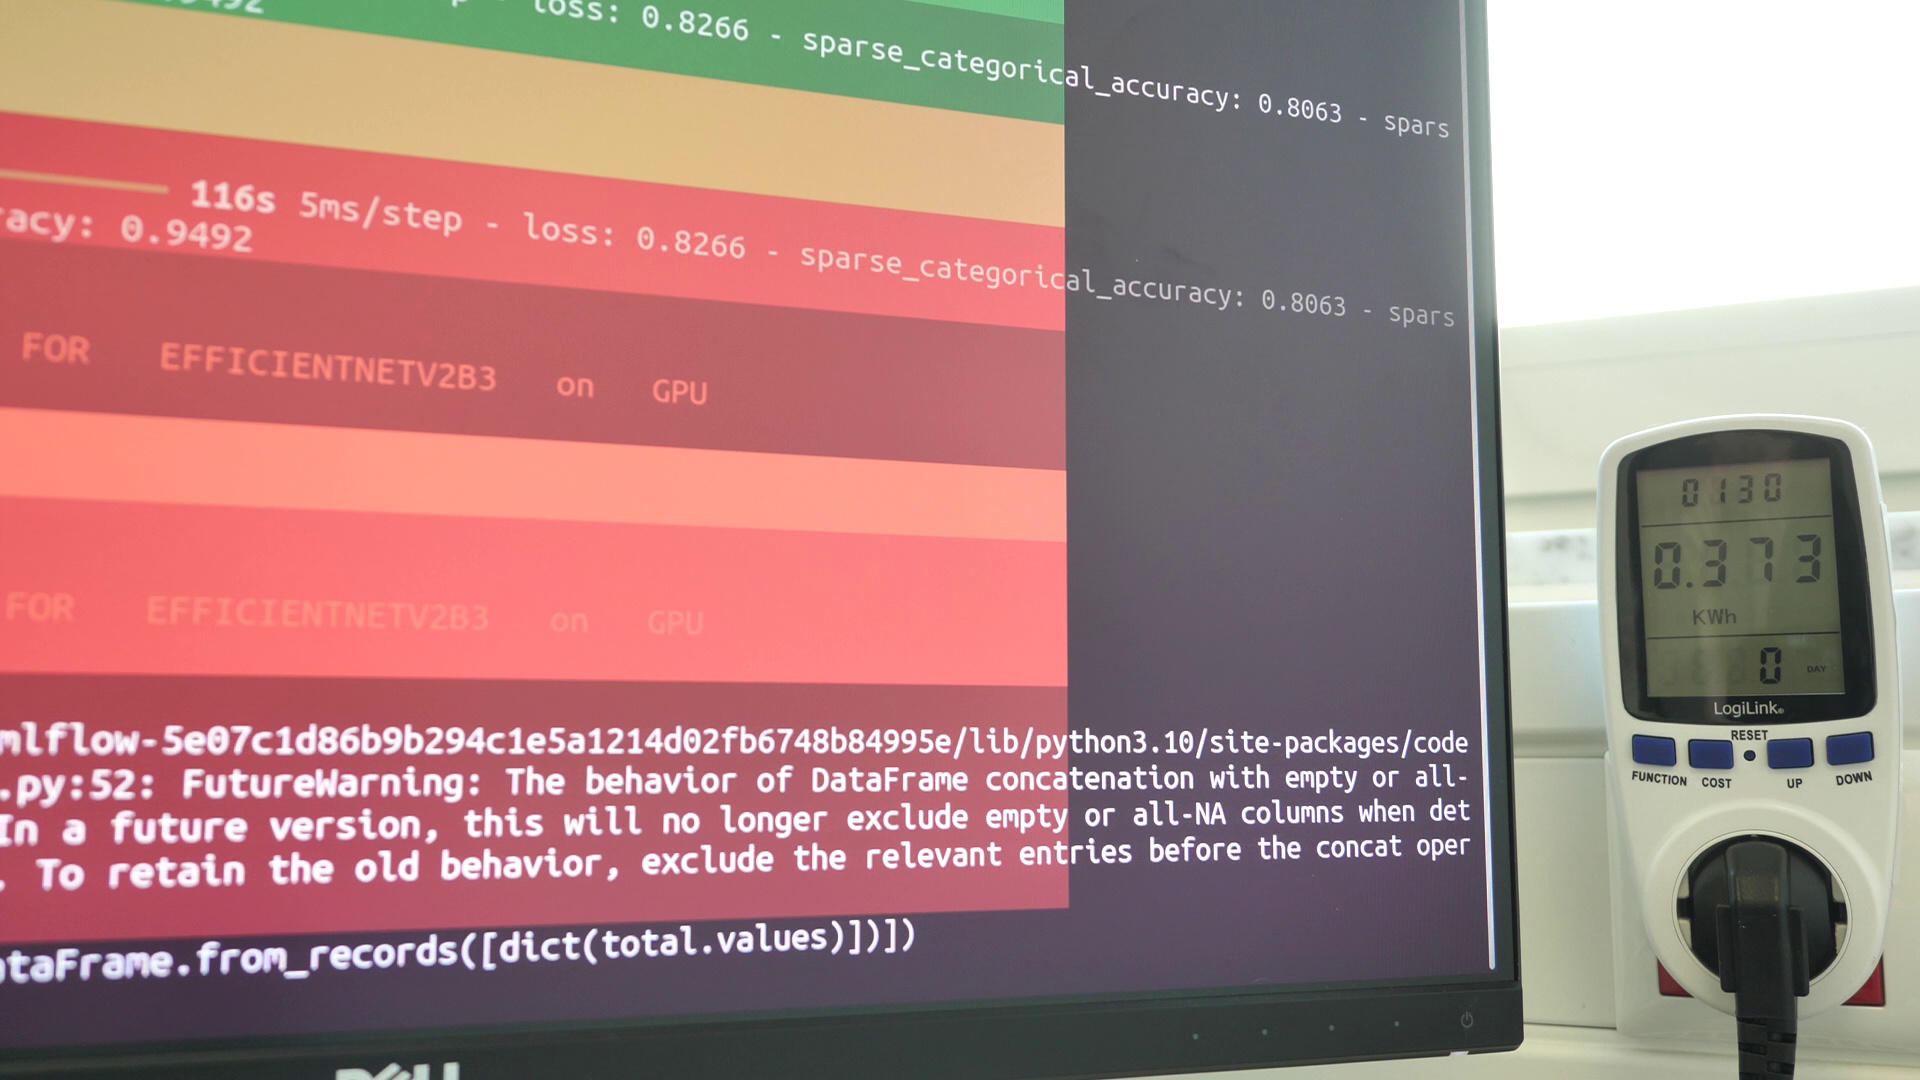 loss: 0.8266 - sparse_categorical_accuracy: 0.8063 - spars
116s 5ms/step - loss: 0.8266 - sparse_categorical_accuracy: 0.8063 - spars
racy: 0.9492
FOR EFFICIENTNETV2B3 on GPU
FOR EFFICIENTNETV2B3 on GPU
mlflow-5e07c1d86b9b294c1e5a1214d02fb6748b84995e/lib/python3.10/site-packages/code
.py:52: FutureWarning: The behavior of DataFrame concatenation with empty or all-
In a future version, this will no longer exclude empty or all-NA columns when det
. To retain the old behavior, exclude the relevant entries before the concat oper
ataFrame.from_records([dict(total.values)])])
DELL
0130
0.373
KWh
0 DAY
LogiLink
RESET
FUNCTION COST UP DOWN